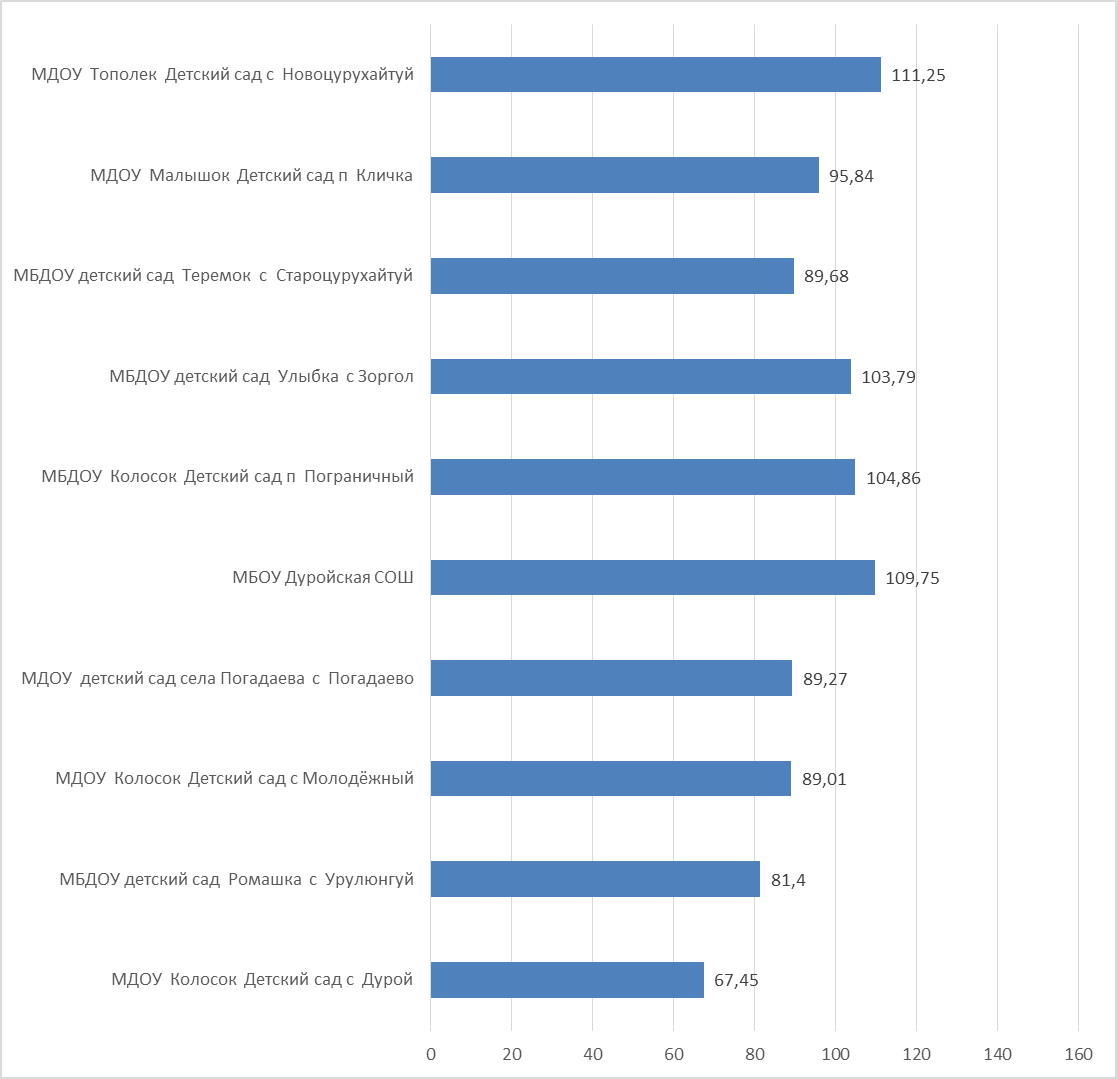 МДОУ Тополек Детский сад с Новоцурухайтуй 111,25
МДОУ Малышок Детский сад п Кличка 95,84
МБДОУ детский сад Теремок с Староцурухайтуй 89,68
МБДОУ детский сад Улыбка с Зоргол 103,79
МБДОУ Колосок Детский сад п Пограничный 104,86
МБОУ Дуройская СОШ 109,75
МДОУ детский сад села Погадаева с Погадаево 89,27
МДОУ Колосок Детский сад с Молодёжный 89,01
МБДОУ детский сад Ромашка с Урулюнгуй 81,4
МДОУ Колосок Детский сад с Дурой 67,45
0 20 40 60 80 100 120 140 160